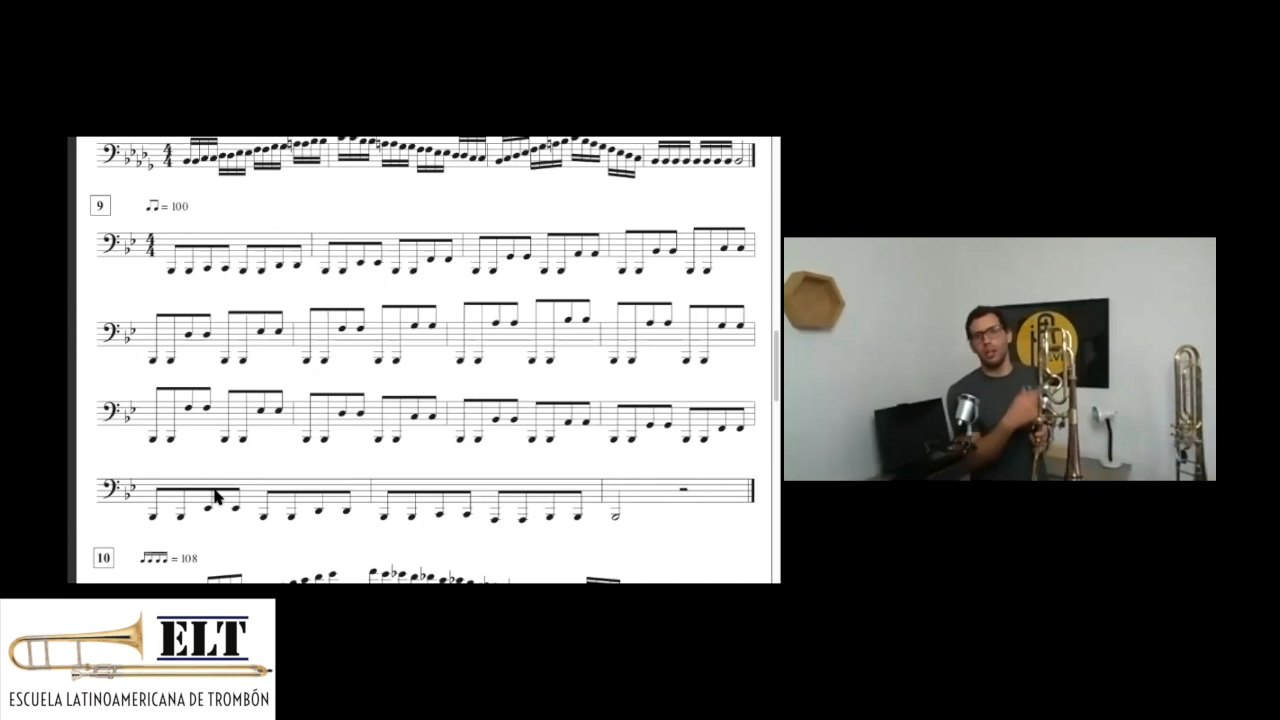 9
= 100
10
= 108
ELT
ESCUELA LATINOAMERICANA DE TROMBÓN